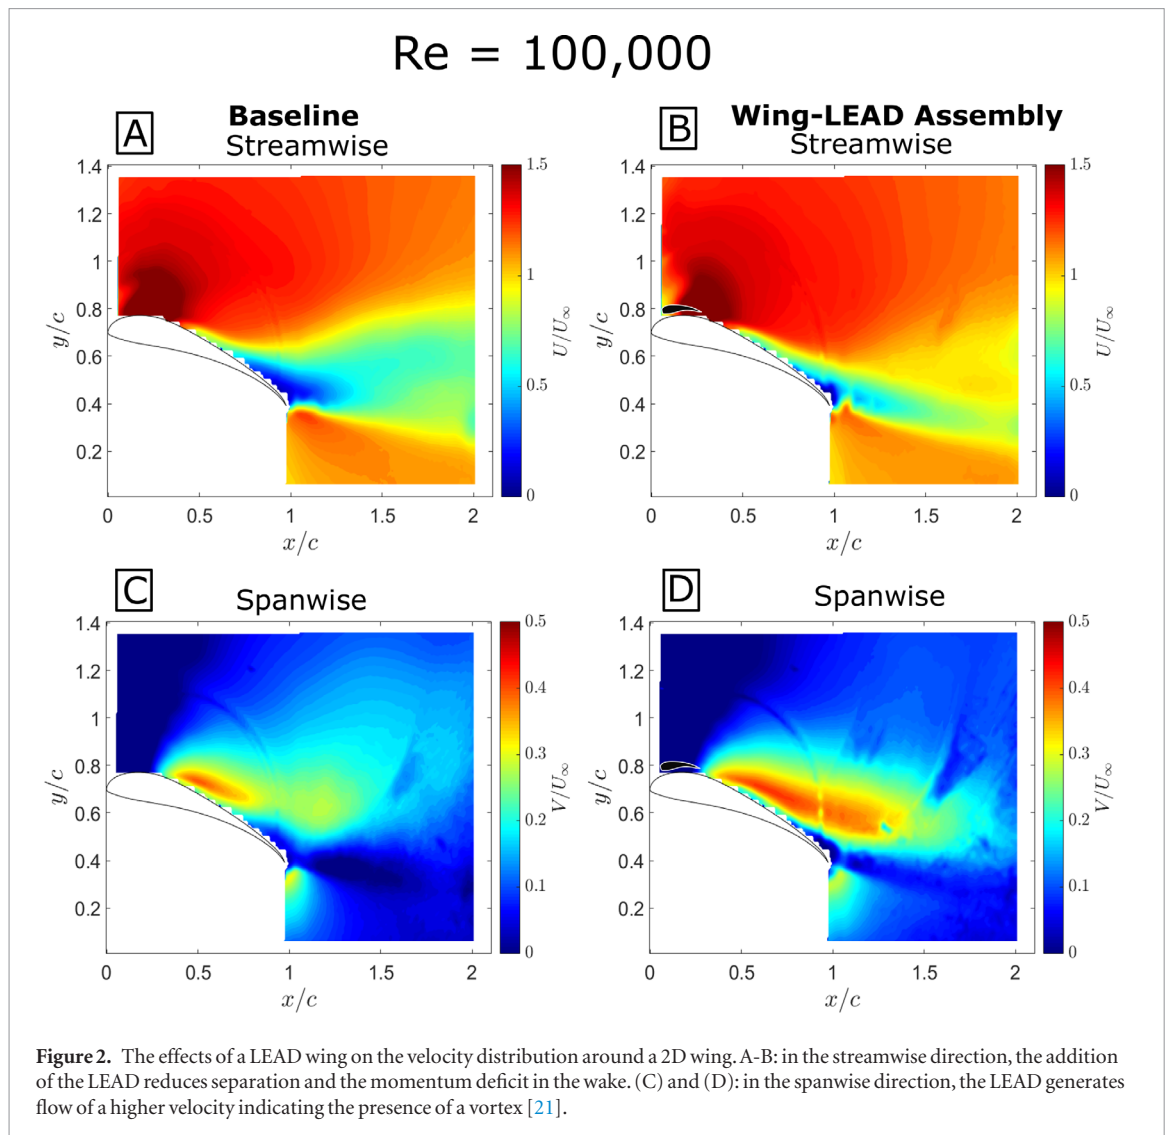 Re = 100,000
A
Baseline
Streamwise
B
Wing-LEAD Assembly
Streamwise
1.4
1.2
1
0.8
0.6
0.4
0.2
y/c
0
0.5
1
1.5
2
x/c
1.5
1
0.5
0
U/U∞
1.4
1.2
1
0.8
0.6
0.4
0.2
y/c
0
0.5
1
1.5
2
x/c
1.5
1
0.5
0
U/U∞
C
Spanwise
D
Spanwise
1.4
1.2
1
0.8
0.6
0.4
0.2
y/c
0
0.5
1
1.5
2
x/c
0.5
0.4
0.3
0.2
0.1
0
V/U∞
1.4
1.2
1
0.8
0.6
0.4
0.2
y/c
0
0.5
1
1.5
2
x/c
0.5
0.4
0.3
0.2
0.1
0
V/U∞
Figure 2. The effects of a LEAD wing on the velocity distribution around a 2D wing. A-B: in the streamwise direction, the addition
of the LEAD reduces separation and the momentum deficit in the wake. (C) and (D): in the spanwise direction, the LEAD generates
flow of a higher velocity indicating the presence of a vortex [21].